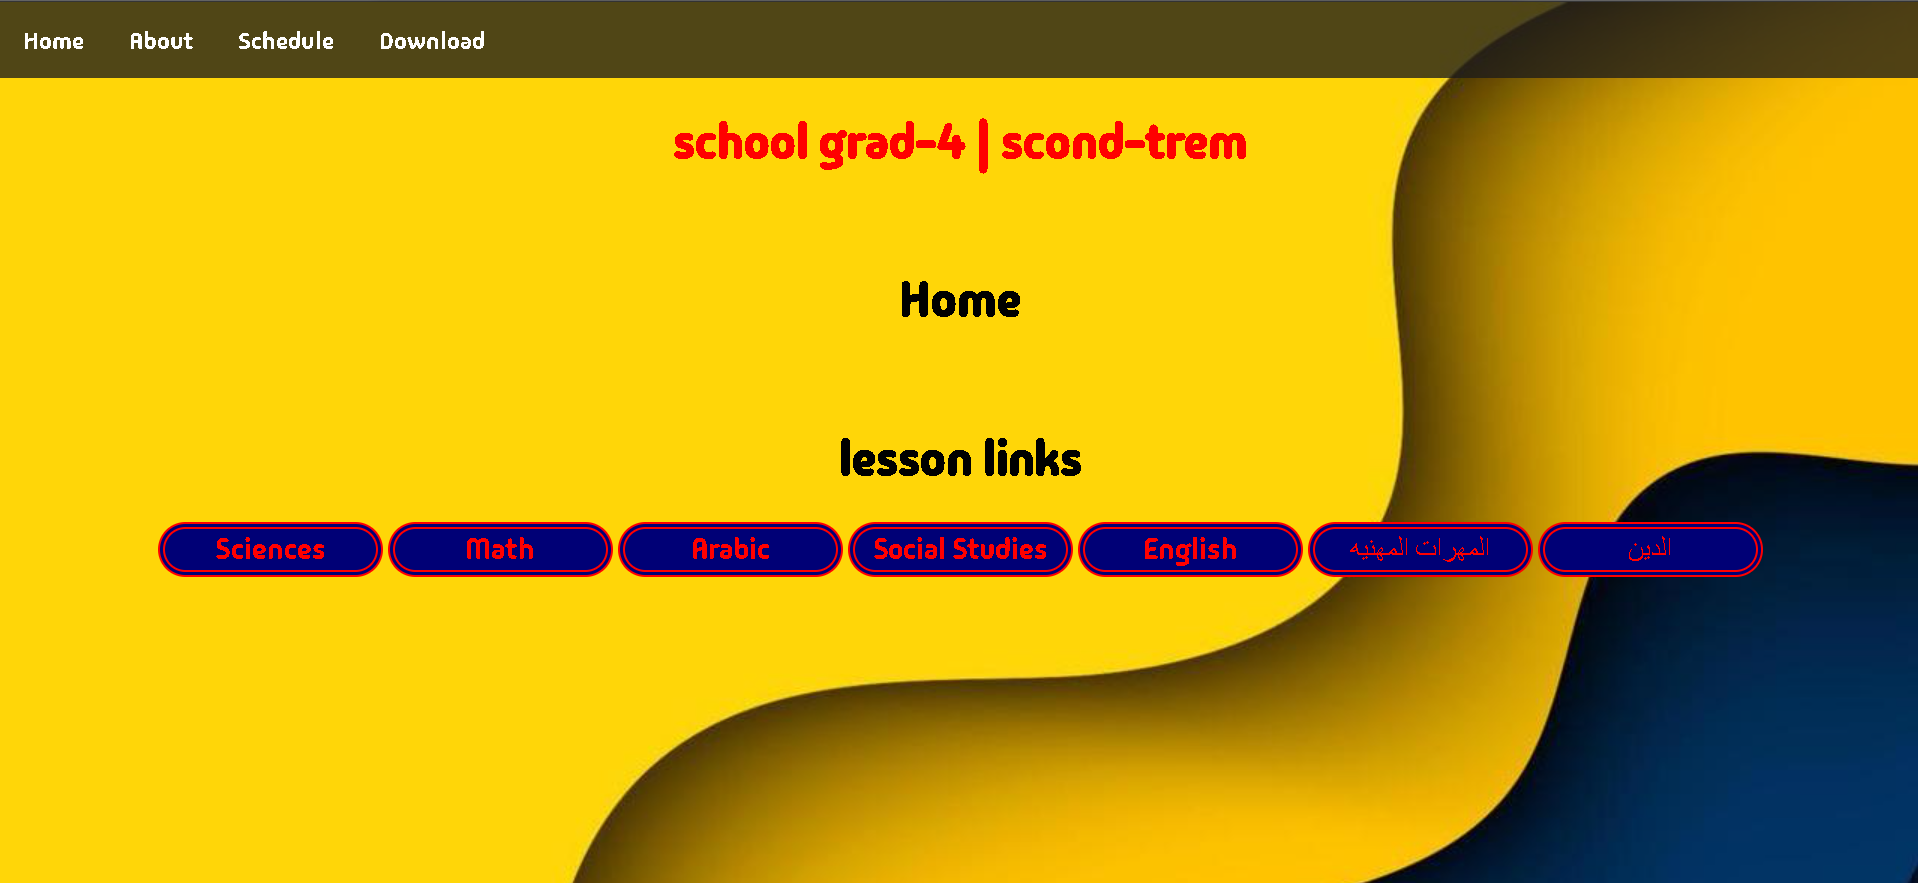 Home About Schedule Download
school grad-4 | scond-trem
Home
lesson links
Sciences Math Arabic Social Studies English المهرات المهنيه الدين